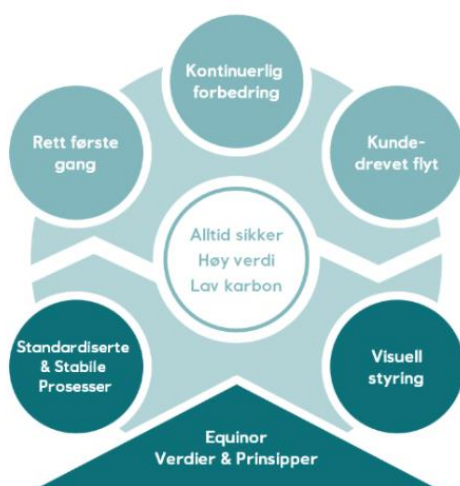 Kontinuerlig
forbedring
Rett første
gang
Kunde-
drevet flyt
Alltid sikker
Høy verdi
Lav karbon
Standardiserte
& Stabile
Prosesser
Visuell
styring
Equinor
Verdier & Prinsipper